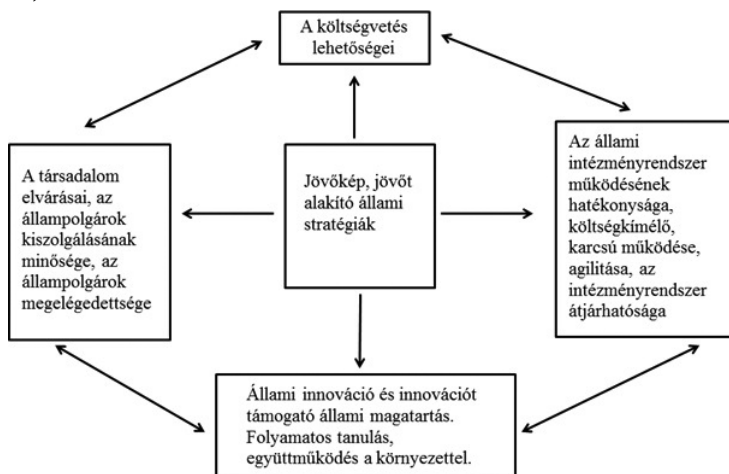 A költségvetés
lehetőségei
A társadalom
elvárásai, az
állampolgárok
kiszolgálásának
minősége, az
állampolgárok
megelégedettsége
Jövőkép, jövőt
alakító állami
stratégiák
Az állami
intézményrendszer
működésének
hatékonysága,
költségkímélő,
karcsú működése,
agilitása, az
intézményrendszer
átjárhatósága
Állami innováció és innovációt
támogató állami magatartás.
Folyamatos tanulás,
együttműködés a környezettel.